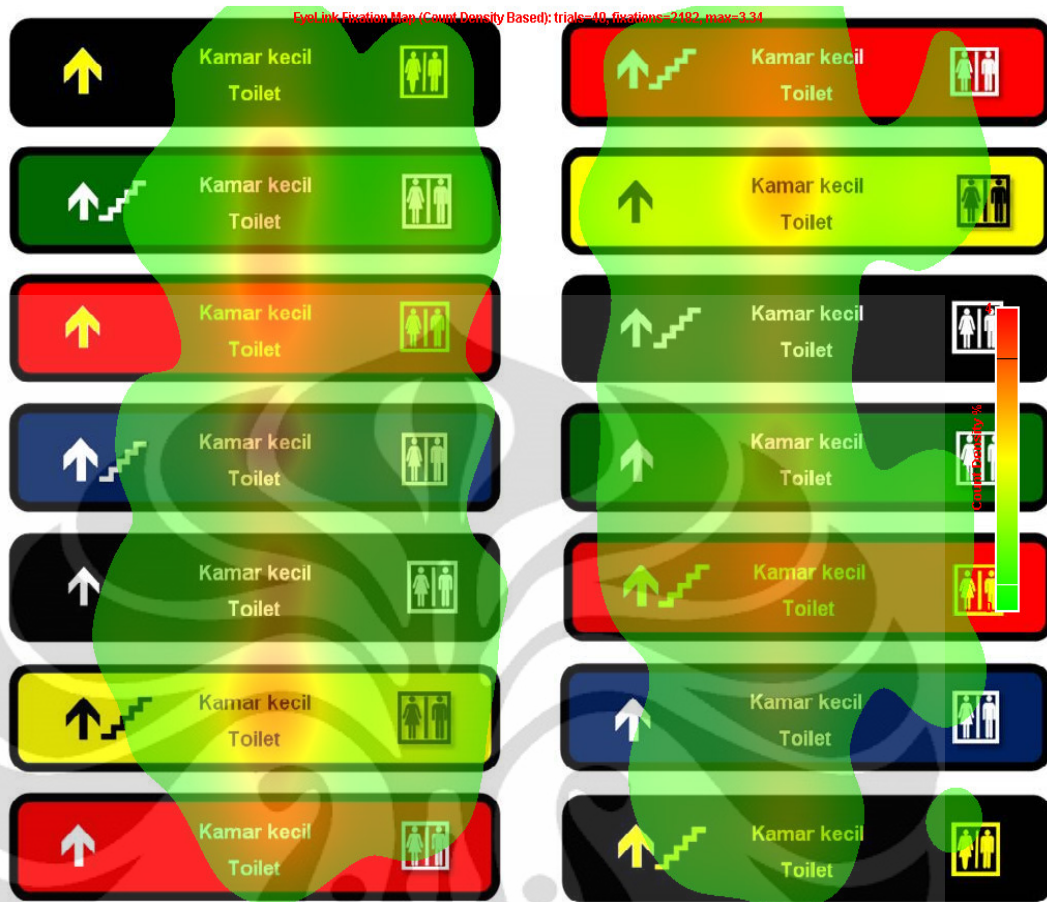 EyeLink Fixation Map (Count Density Based): trials=40, fixations=2182, max=3.34
Kamar kecil
Toilet
Kamar kecil
Toilet
Kamar kecil
Toilet
Kamar kecil
Toilet
Kamar kecil
Toilet
Kamar kecil
Toilet
Kamar kecil
Toilet
Kamar kecil
Toilet
Kamar kecil
Toilet
Kamar kecil
Toilet
Kamar kecil
Toilet
Kamar kecil
Toilet
Kamar kecil
Toilet
Kamar kecil
Toilet
Count Density %